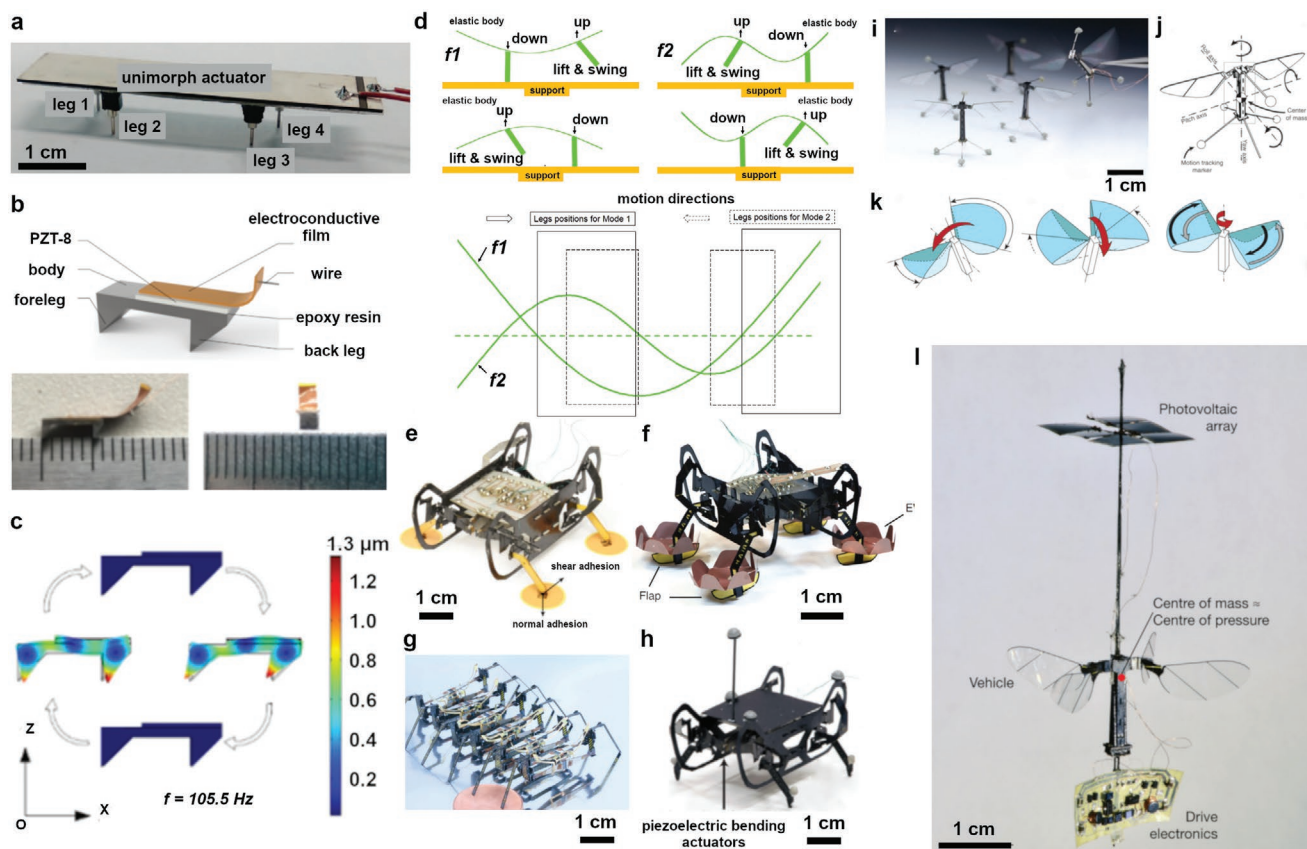 a
unimorph actuator
leg 1
leg 2
leg 4
leg 3
1 cm
b
electroconductive
film
PZT-8
wire
body
foreleg
epoxy resin
back leg
c
1.3 µm
1.2
1.0
0.8
0.6
0.4
0.2
Z
O
X
f = 105.5 Hz
d
elastic body
up
down
f1
lift & swing
support
elastic body
up
down
f2
lift & swing
support
elastic body
up
down
lift & swing
support
elastic body
up
down
lift & swing
support
motion directions
Legs positions for Mode 1
Legs positions for Mode 2
f1
f2
e
shear adhesion
normal adhesion
1 cm
f
E'
Flap
1 cm
g
1 cm
h
piezoelectric bending
actuators
1 cm
i
1 cm
j
Roll axis
Pitch axis
Yaw axis
Center
of mass
Motion tracking
marker
k
l
Photovoltaic
array
Centre of mass ≈
Centre of pressure
Vehicle
Drive
electronics
1 cm